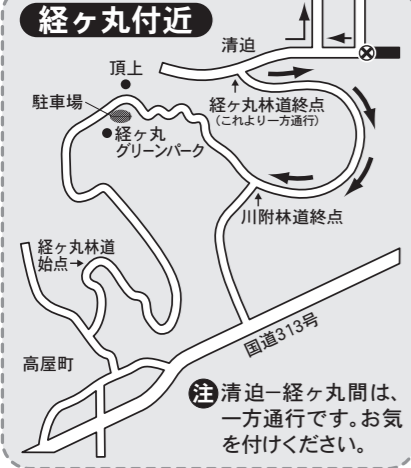 経ヶ丸付近
清迫
頂上
駐車場
経ヶ丸林道終点
(これより一方通行)
経ヶ丸
グリーンパーク
川附林道終点
経ヶ丸林道
始点→
国道313号
高屋町
注 清迫−経ヶ丸間は、
一方通行です。お気
を付けください。